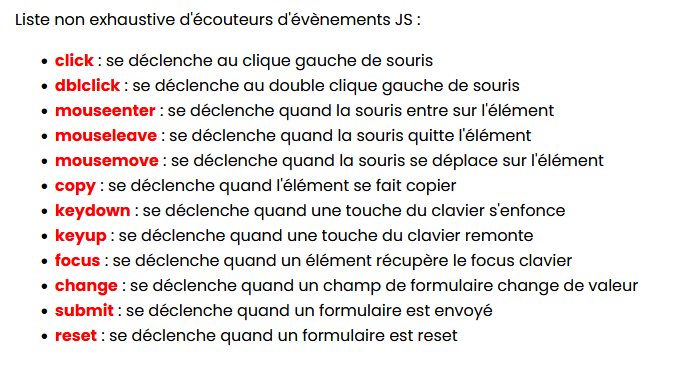 Liste non exhaustive d'écouteurs d'évènements JS :
• click : se déclenche au clique gauche de souris
• dblclick : se déclenche au double clique gauche de souris
• mouseenter : se déclenche quand la souris entre sur l'élément
• mouseleave : se déclenche quand la souris quitte l'élément
• mousemove : se déclenche quand la souris se déplace sur l'élément
• copy : se déclenche quand l'élément se fait copier
• keydown : se déclenche quand une touche du clavier s'enfonce
• keyup : se déclenche quand une touche du clavier remonte
• focus : se déclenche quand un élément récupère le focus clavier
• change : se déclenche quand un champ de formulaire change de valeur
• submit : se déclenche quand un formulaire est envoyé
• reset : se déclenche quand un formulaire est reset